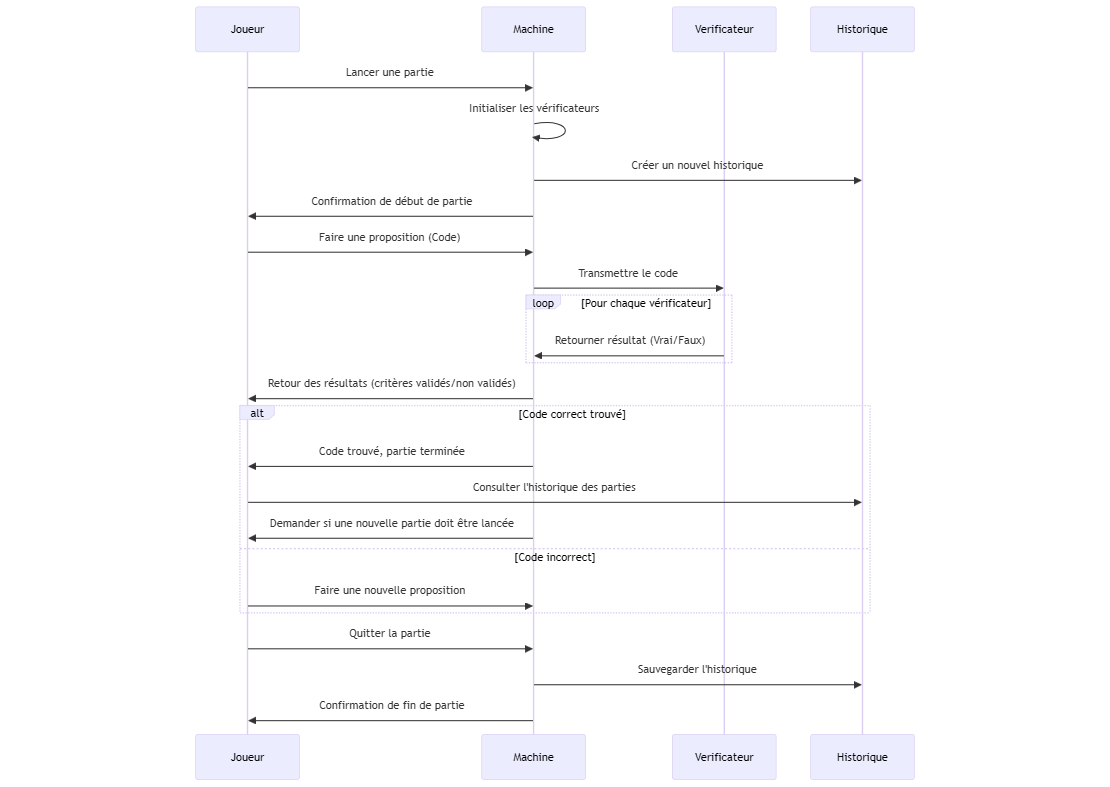 Joueur
Machine
Verificateur
Historique
Lancer une partie
Initialiser les vérificateurs
Créer un nouvel historique
Confirmation de début de partie
Faire une proposition (Code)
Transmettre le code
loop
[Pour chaque vérificateur]
Retourner résultat (Vrai/Faux)
Retour des résultats (critères validés/non validés)
alt
[Code correct trouvé]
Code trouvé, partie terminée
Consulter l'historique des parties
Demander si une nouvelle partie doit être lancée
[Code incorrect]
Faire une nouvelle proposition
Quitter la partie
Sauvegarder l'historique
Confirmation de fin de partie
Joueur
Machine
Verificateur
Historique